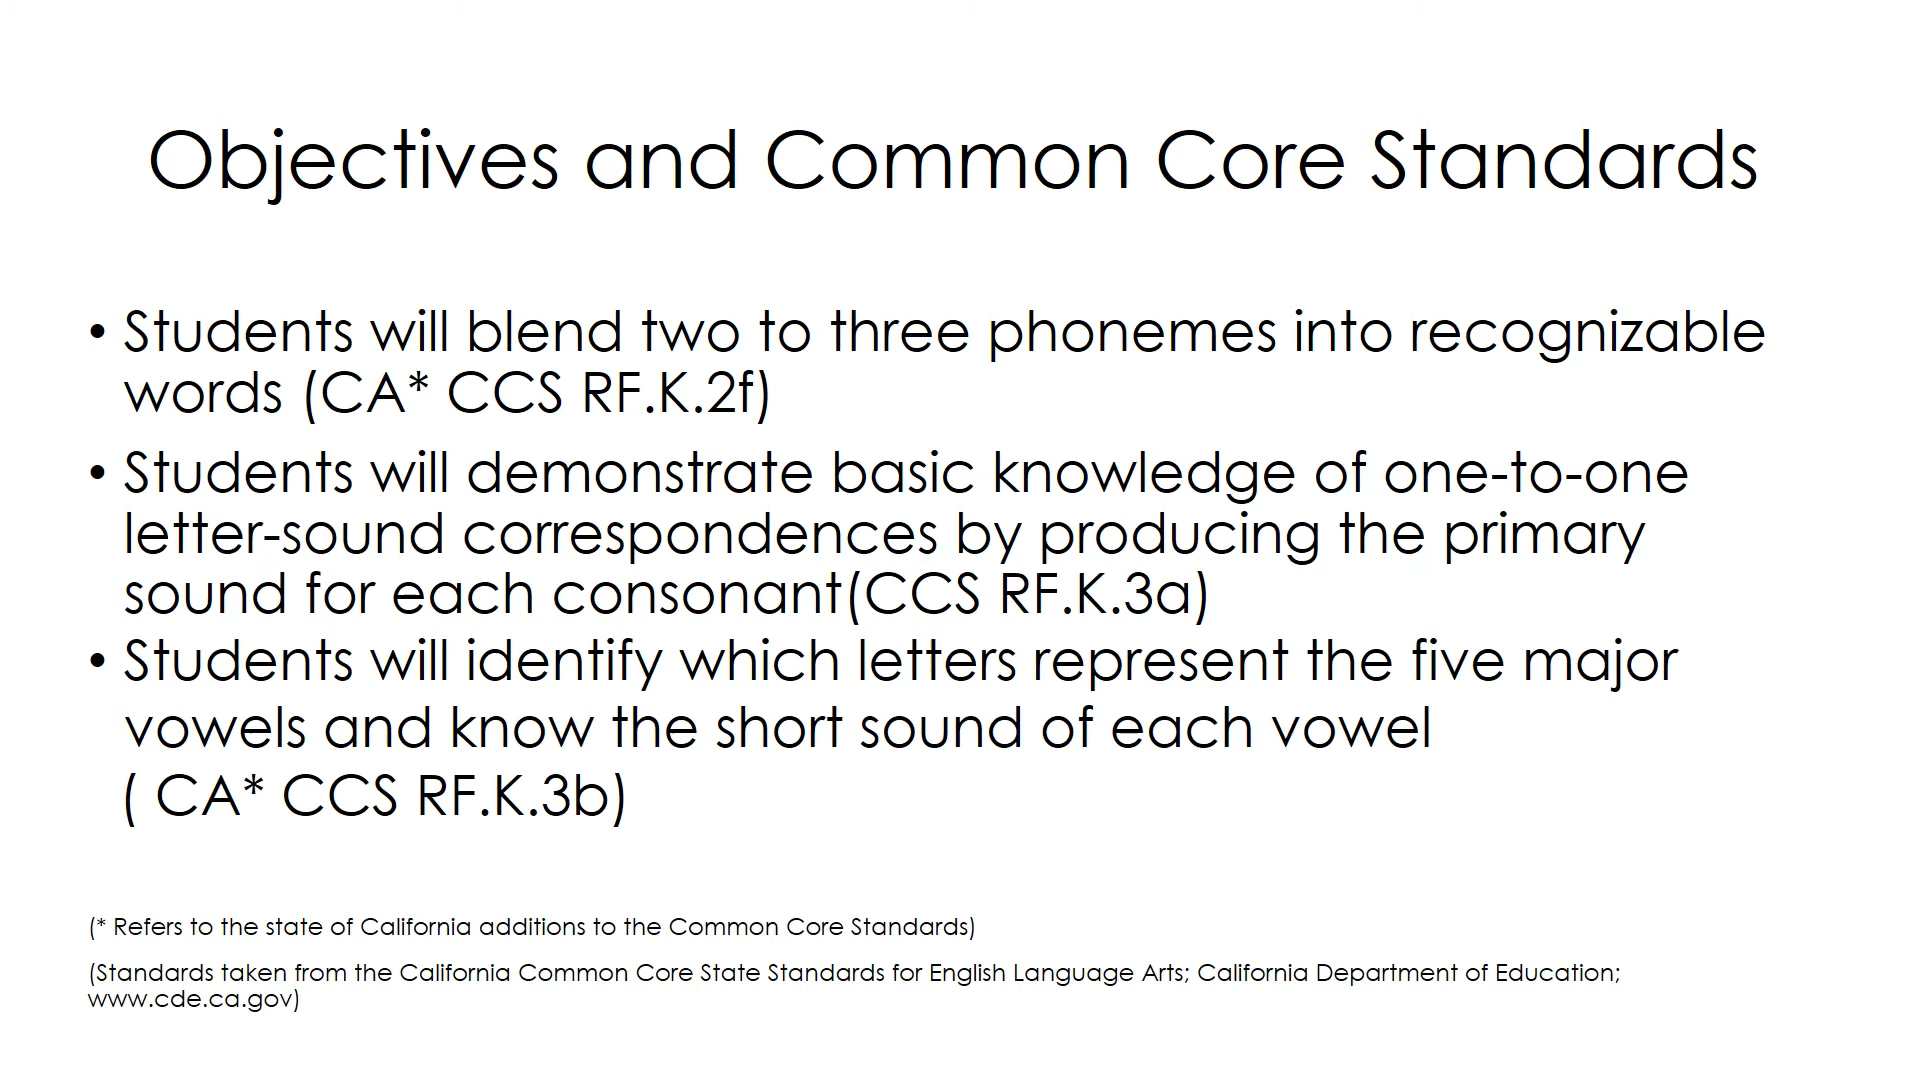 Objectives and Common Core Standards
• Students will blend two to three phonemes into recognizable
words (CA* CCS RF.K.2f)
• Students will demonstrate basic knowledge of one-to-one
letter-sound correspondences by producing the primary
sound for each consonant(CCS RF.K.3a)
• Students will identify which letters represent the five major
vowels and know the short sound of each vowel
( CA* CCS RF.K.3b)
(* Refers to the state of California additions to the Common Core Standards)
(Standards taken from the California Common Core State Standards for English Language Arts; California Department of Education;
www.cde.ca.gov)